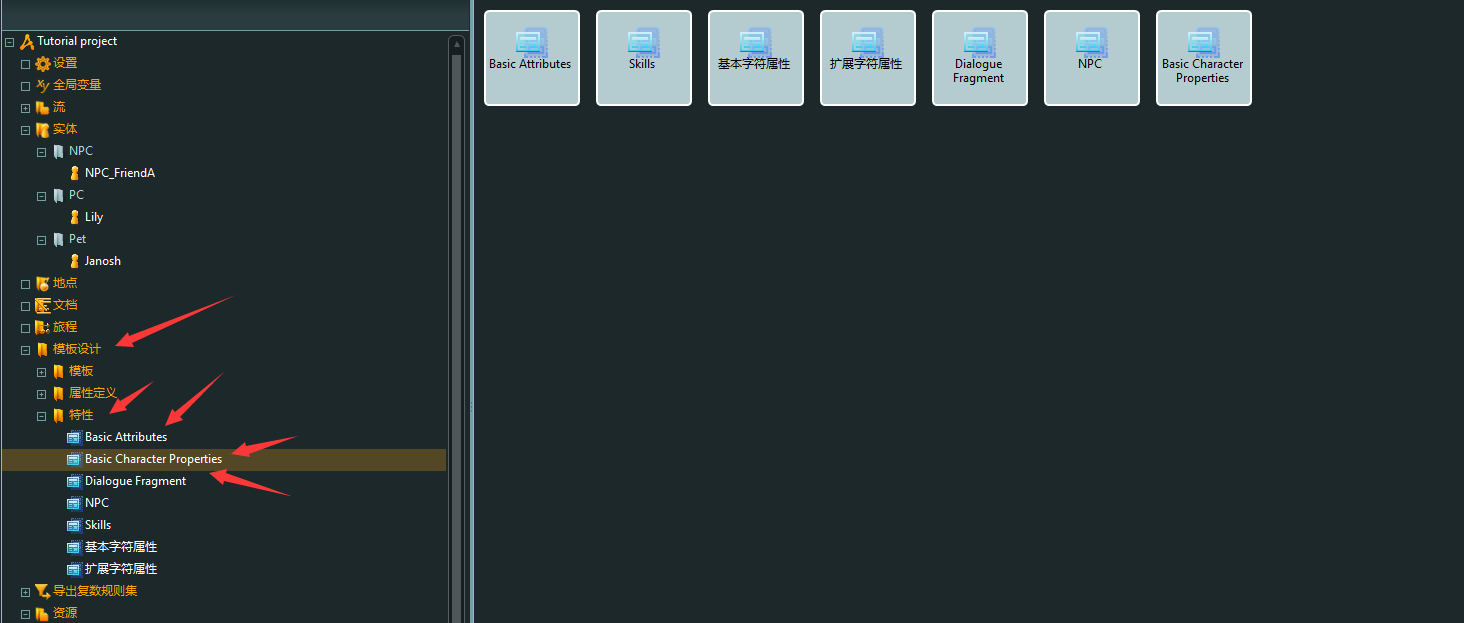 Tutorial project
设置
全局变量
流
实体
NPC
NPC_FriendA
PC
Lily
Pet
Janosh
地点
文档
旅程
模板设计
模板
属性定义
特性
Basic Attributes
Basic Character Properties
Dialogue Fragment
NPC
Skills
基本字符属性
扩展字符属性
导出复数规则集
资源
Basic Attributes
Skills
基本字符属性
扩展字符属性
Dialogue
Fragment
NPC
Basic Character
Properties